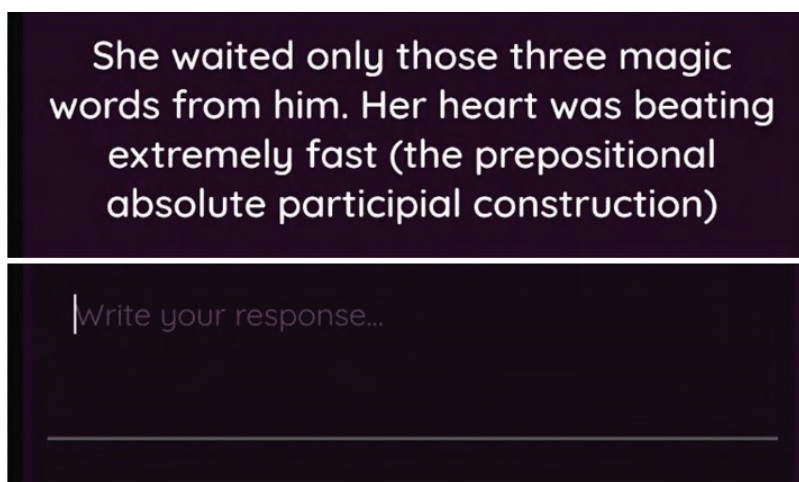 She waited only those three magic
words from him. Her heart was beating
extremely fast (the prepositional
absolute participial construction)
Write your response...